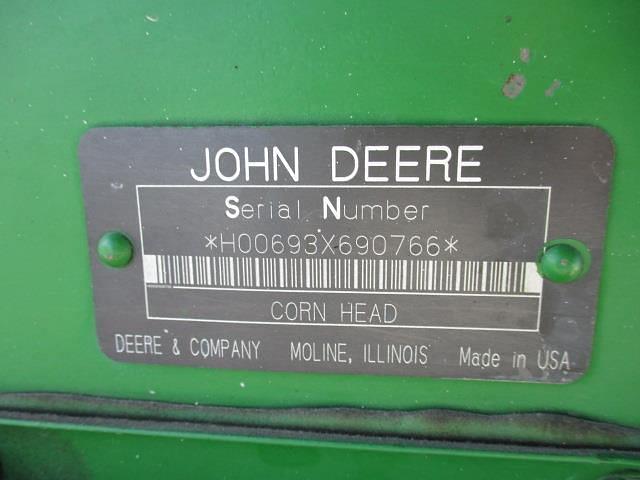 JOHN DEERE
Serial Number
*H00693X690766*
CORN HEAD
DEERE & COMPANY MOLINE, ILLINOIS Made in USA